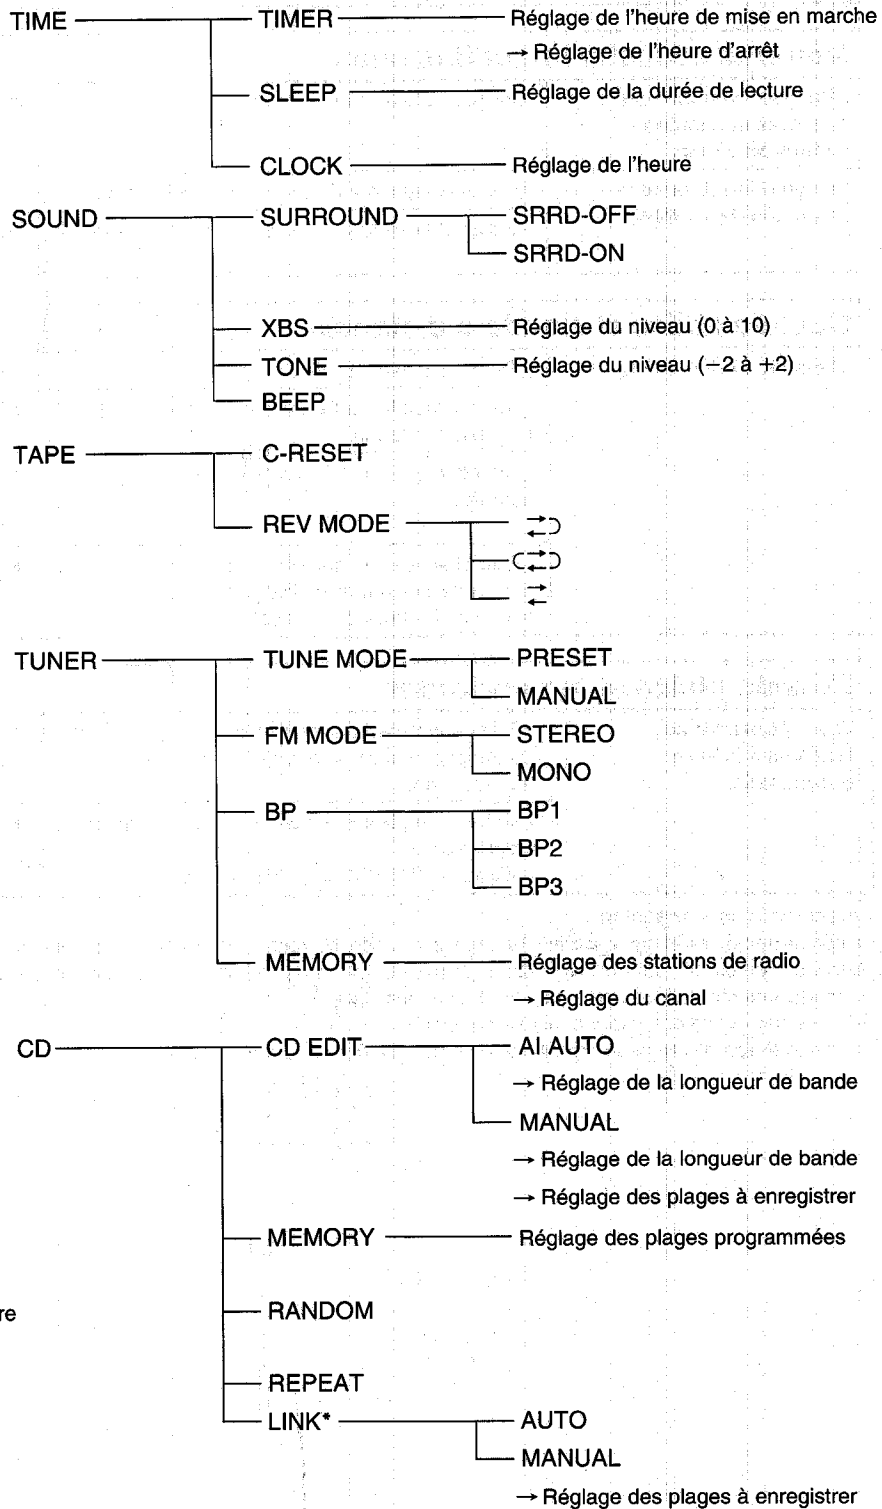 TIME TIMER Réglage de l'heure de mise en marche
→ Réglage de l'heure d'arrêt
SLEEP Réglage de la durée de lecture
CLOCK Réglage de l'heure
SOUND SURROUND SRRD-OFF
SRRD-ON
XBS Réglage du niveau (0 à 10)
TONE Réglage du niveau (−2 à +2)
BEEP
TAPE C-RESET
REV MODE
TUNER TUNE MODE PRESET
MANUAL
FM MODE STEREO
MONO
BP BP1
BP2
BP3
MEMORY Réglage des stations de radio
→ Réglage du canal
CD CD EDIT AI AUTO
→ Réglage de la longueur de bande
MANUAL
→ Réglage de la longueur de bande
→ Réglage des plages à enregistrer
MEMORY Réglage des plages programmées
re RANDOM
REPEAT
LINK* AUTO
MANUAL
→ Réglage des plages à enregistrer